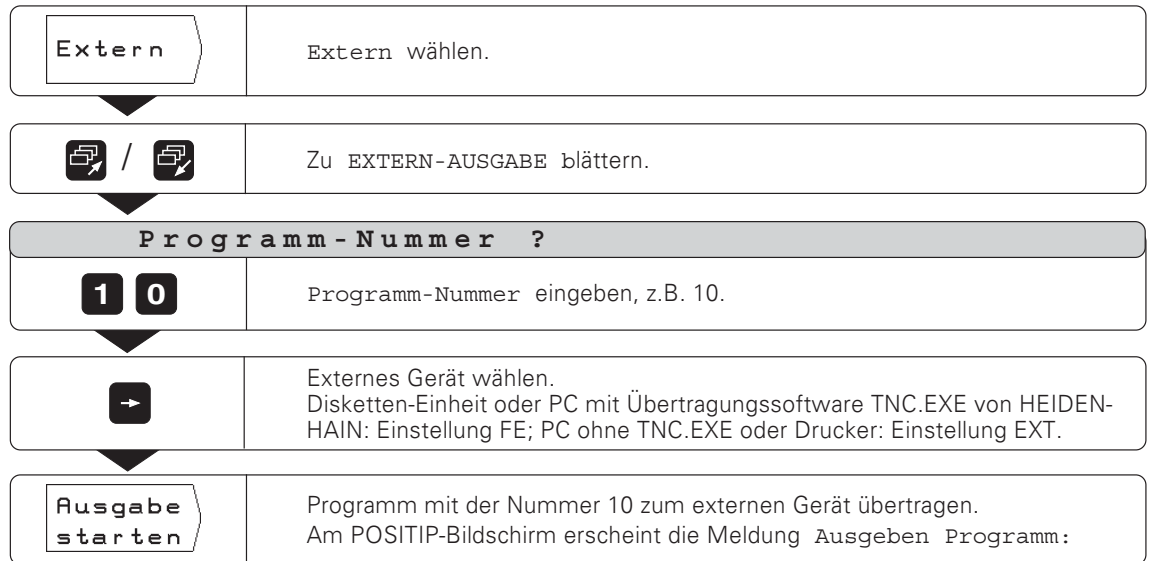 Extern
Extern wählen.
/
Zu EXTERN-AUSGABE blättern.
Programm-Nummer ?
1 0
Programm-Nummer eingeben, z.B. 10.
Externes Gerät wählen.
Disketten-Einheit oder PC mit Übertragungssoftware TNC.EXE von HEIDEN-
HAIN: Einstellung FE; PC ohne TNC.EXE oder Drucker: Einstellung EXT.
Ausgabe
starten
Programm mit der Nummer 10 zum externen Gerät übertragen.
Am POSITIP-Bildschirm erscheint die Meldung Ausgeben Programm: